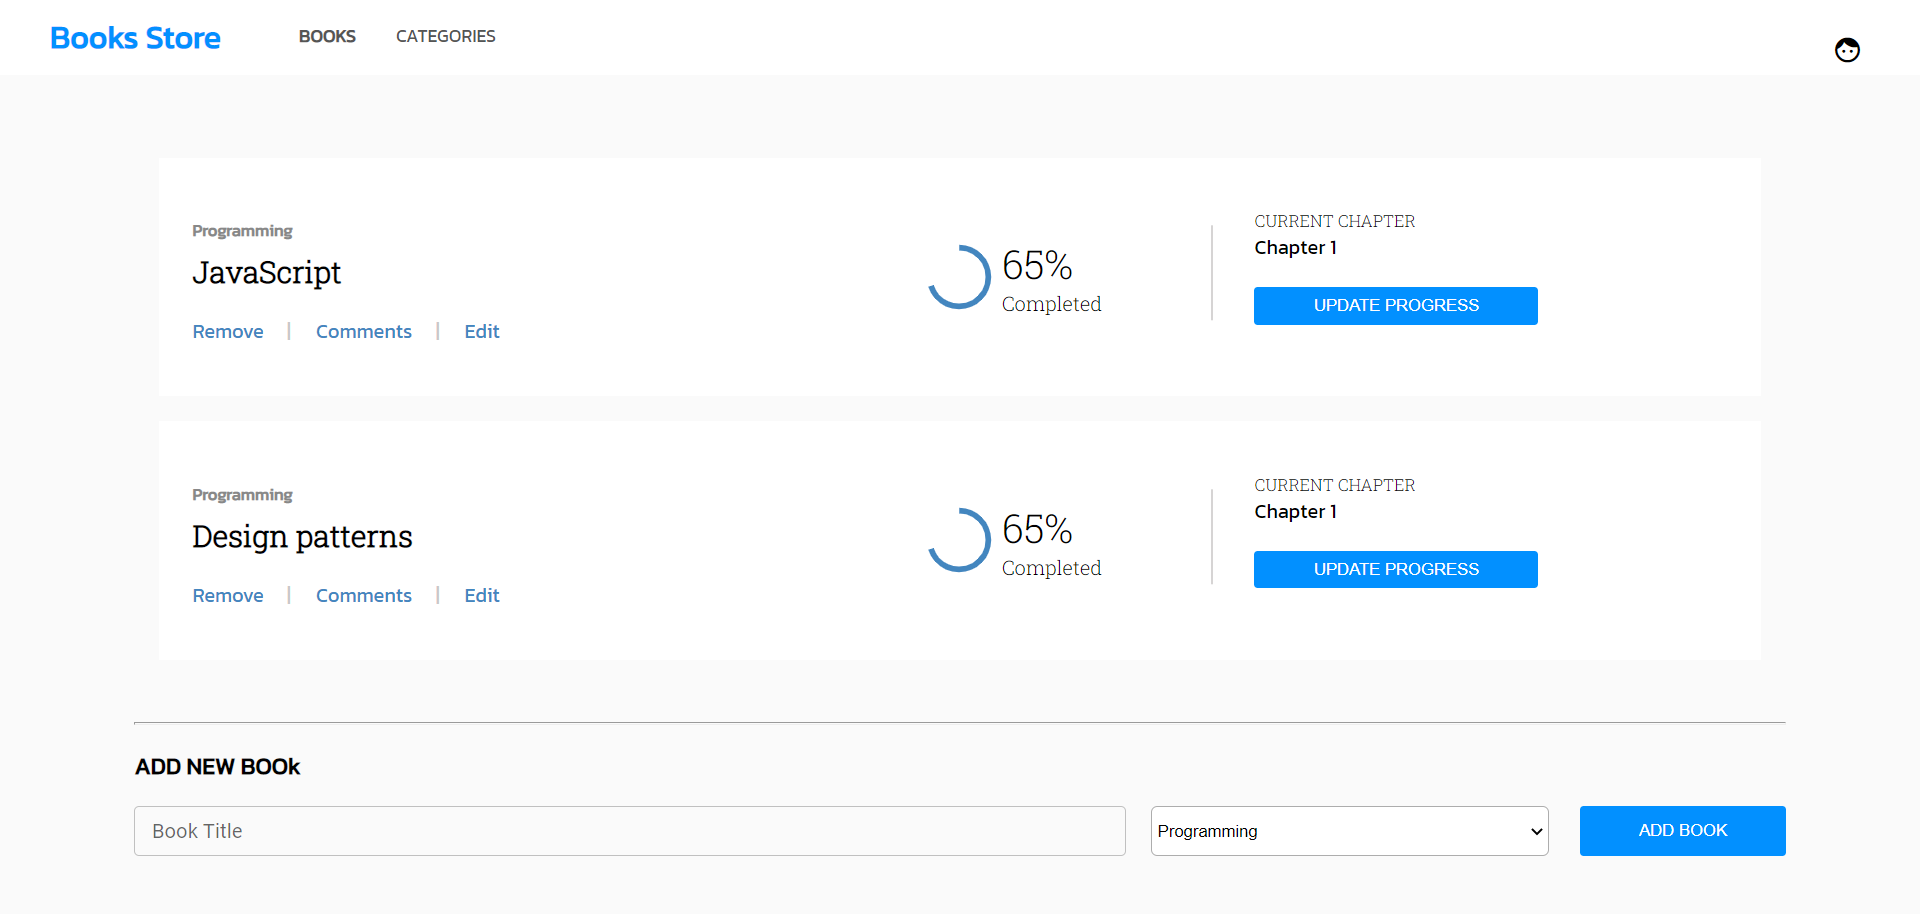 Books Store
BOOKS
CATEGORIES
Programming
JavaScript
Remove | Comments | Edit
65%
Completed
CURRENT CHAPTER
Chapter 1
UPDATE PROGRESS
Programming
Design patterns
Remove | Comments | Edit
65%
Completed
CURRENT CHAPTER
Chapter 1
UPDATE PROGRESS
ADD NEW BOOk
Book Title
Programming
ADD BOOK